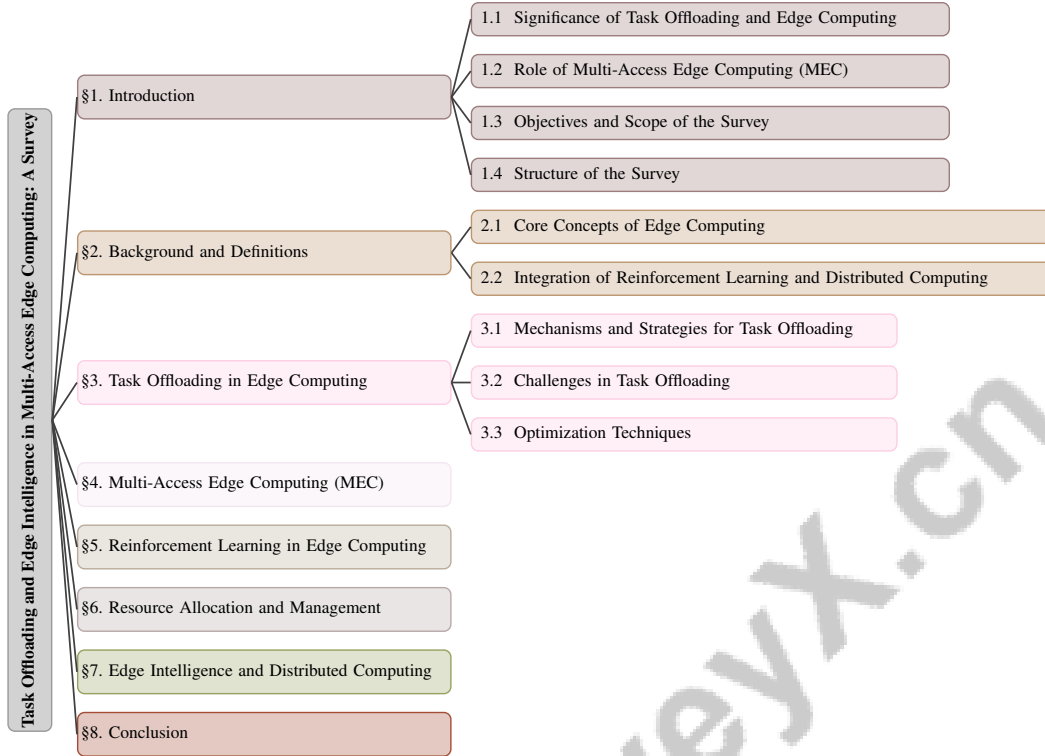 Task Offloading and Edge Intelligence in Multi-Access Edge Computing: A Survey
§1. Introduction
1.1 Significance of Task Offloading and Edge Computing
1.2 Role of Multi-Access Edge Computing (MEC)
1.3 Objectives and Scope of the Survey
1.4 Structure of the Survey
§2. Background and Definitions
2.1 Core Concepts of Edge Computing
2.2 Integration of Reinforcement Learning and Distributed Computing
§3. Task Offloading in Edge Computing
3.1 Mechanisms and Strategies for Task Offloading
3.2 Challenges in Task Offloading
3.3 Optimization Techniques
§4. Multi-Access Edge Computing (MEC)
§5. Reinforcement Learning in Edge Computing
§6. Resource Allocation and Management
§7. Edge Intelligence and Distributed Computing
§8. Conclusion
veyx.cn